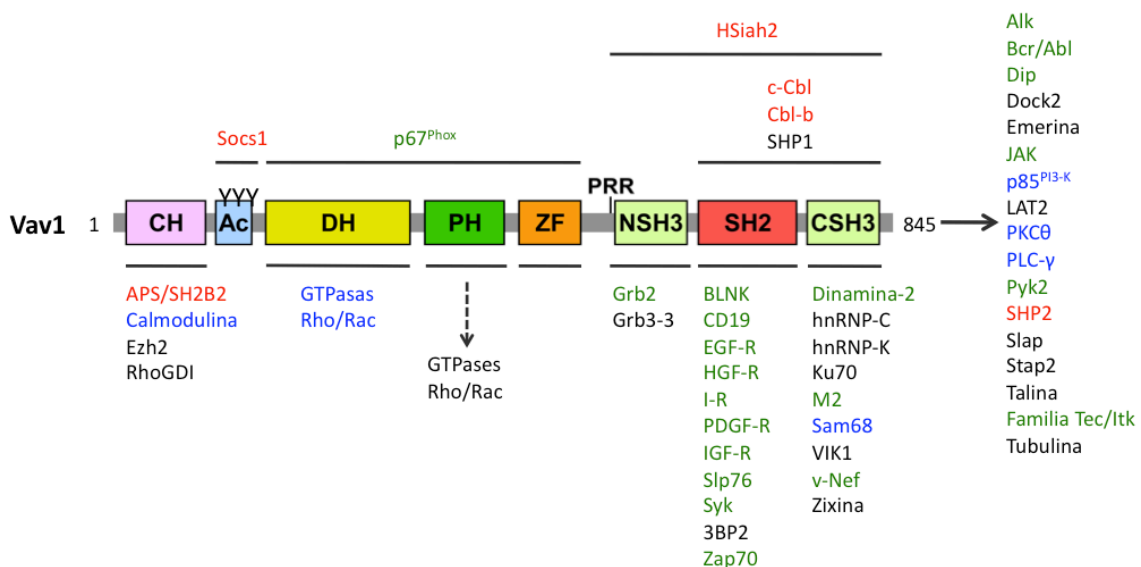 HSiah2
c-Cbl
Cbl-b
SHP1
Socs1
p67Phox
YYY
PRR
Vav1 1 CH Ac DH PH ZF NSH3 SH2 CSH3 845
APS/SH2B2
Calmodulina
Ezh2
RhoGDI
GTPasas
Rho/Rac
GTPases
Rho/Rac
Grb2
Grb3-3
BLNK
CD19
EGF-R
HGF-R
I-R
PDGF-R
IGF-R
Slp76
Syk
3BP2
Zap70
Dinamina-2
hnRNP-C
hnRNP-K
Ku70
M2
Sam68
VIK1
v-Nef
Zixina
Alk
Bcr/Abl
Dip
Dock2
Emerina
JAK
p85PI3-K
LAT2
PKCθ
PLC-γ
Pyk2
SHP2
Slap
Stap2
Talina
Familia Tec/Itk
Tubulina